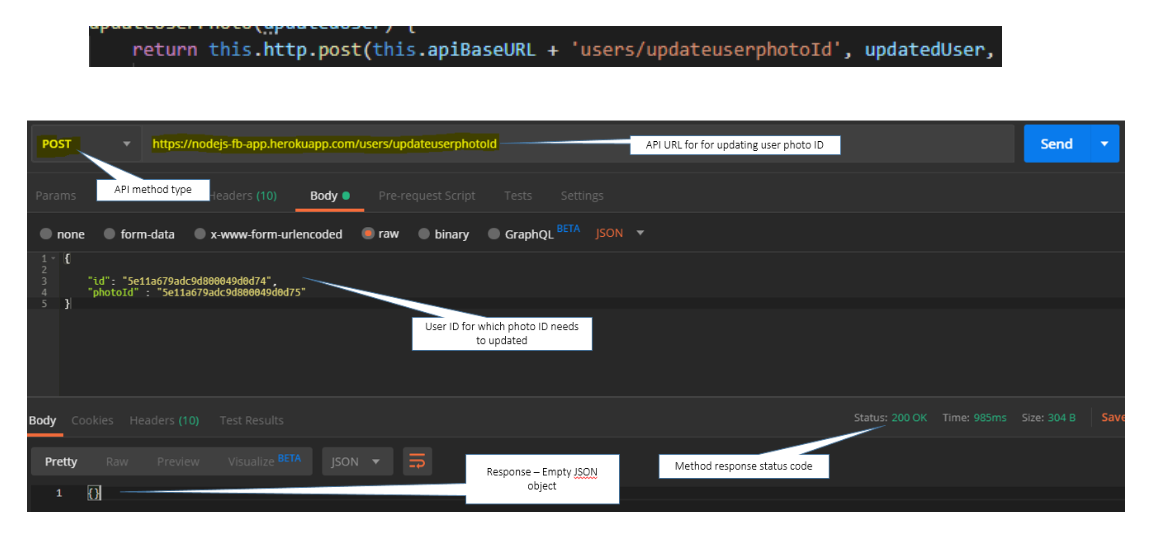 updateUserPhoto(updatedUser) {
return this.http.post(this.apiBaseURL + 'users/updateuserphotoId', updatedUser,
POST https://nodejs-fb-app.herokuapp.com/users/updateuserphotoId API URL for for updating user photo ID Send
API method type
Params Headers (10) Body Pre-request Script Tests Settings
none form-data x-www-form-urlencoded raw binary GraphQL BETA JSON
1 {
2
3 "id": "5e11a679adc9d800049d0d74",
4 "photoId" : "5e11a679adc9d800049d0d75"
5 }
User ID for which photo ID needs
to updated
Body Cookies Headers (10) Test Results Status: 200 OK Time: 985ms Size: 304 B Save
Pretty Raw Preview Visualize BETA JSON
Response – Empty JSON
object
Method response status code
1 {}